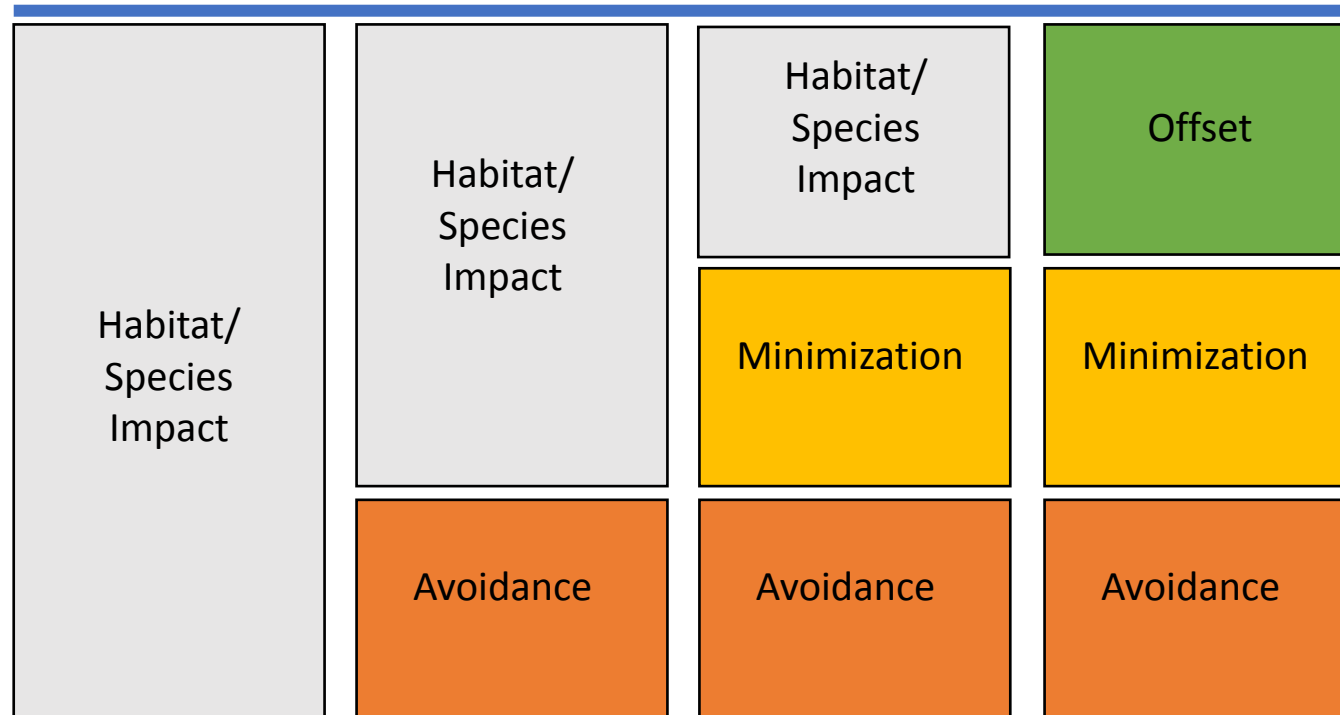 Habitat/
Species
Impact
Habitat/
Species
Impact
Avoidance
Habitat/
Species
Impact
Minimization
Avoidance
Offset
Minimization
Avoidance